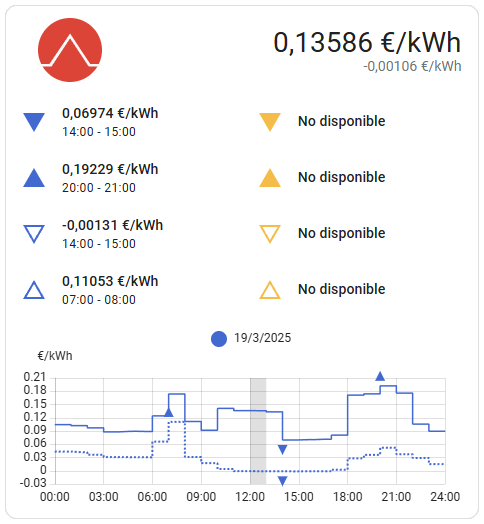 0,13586 €/kWh
-0,00106 €/kWh
0,06974 €/kWh
14:00 - 15:00
No disponible
0,19229 €/kWh
20:00 - 21:00
No disponible
-0,00131 €/kWh
14:00 - 15:00
No disponible
0,11053 €/kWh
07:00 - 08:00
No disponible
19/3/2025
€/kWh
0.21
0.18
0.15
0.12
0.09
0.06
0.03
0
-0.03
00:00 03:00 06:00 09:00 12:00 15:00 18:00 21:00 24:00